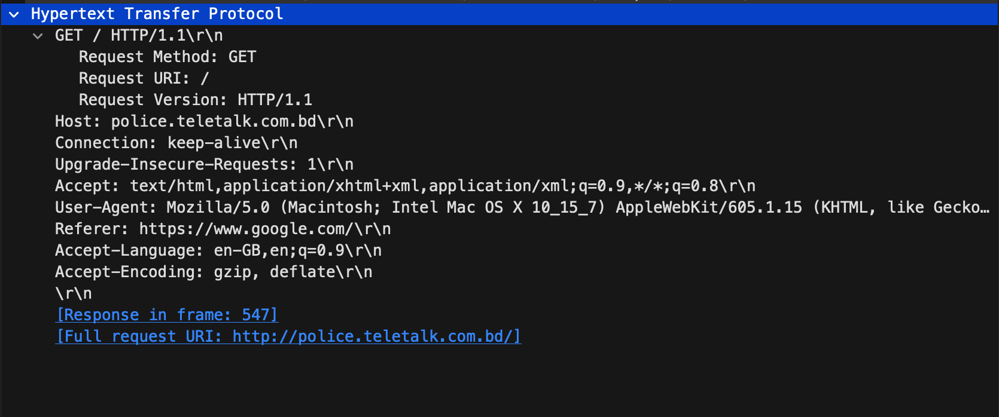 Hypertext Transfer Protocol
GET / HTTP/1.1\r\n
Request Method: GET
Request URI: /
Request Version: HTTP/1.1
Host: police.teletalk.com.bd\r\n
Connection: keep-alive\r\n
Upgrade-Insecure-Requests: 1\r\n
Accept: text/html,application/xhtml+xml,application/xml;q=0.9,*/*;q=0.8\r\n
User-Agent: Mozilla/5.0 (Macintosh; Intel Mac OS X 10_15_7) AppleWebKit/605.1.15 (KHTML, like Gecko…
Referer: https://www.google.com/\r\n
Accept-Language: en-GB,en;q=0.9\r\n
Accept-Encoding: gzip, deflate\r\n
\r\n
[Response in frame: 547]
[Full request URI: http://police.teletalk.com.bd/]